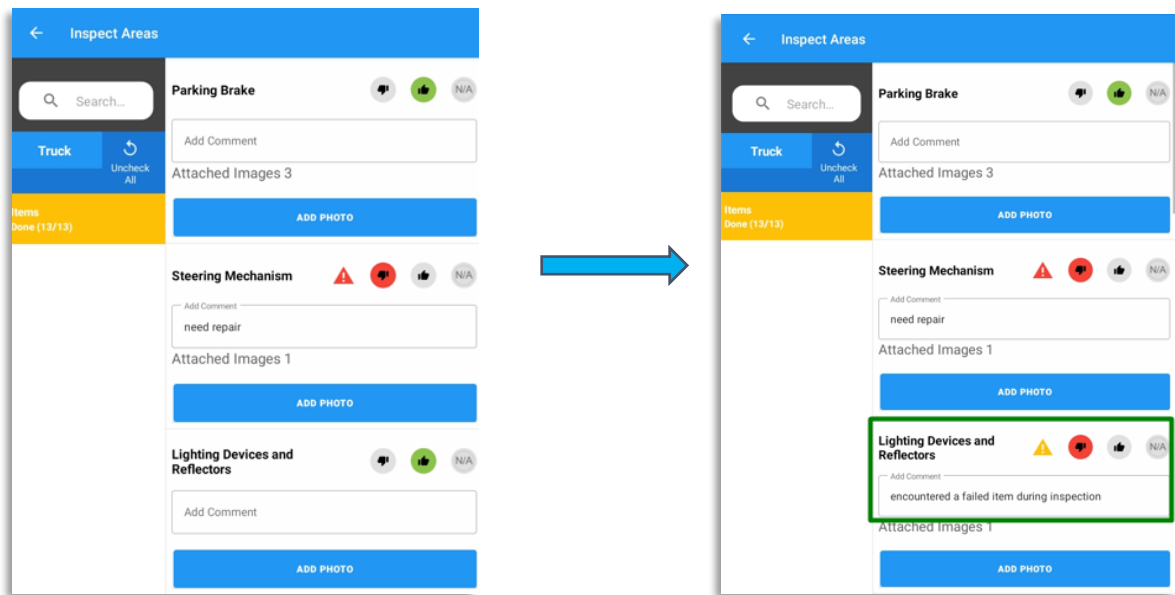 Inspect Areas
Search...
Truck
Uncheck
All
Items
Done (13/13)
Parking Brake
N/A
Add Comment
Attached Images 3
ADD PHOTO
Steering Mechanism
N/A
Add Comment
need repair
Attached Images 1
ADD PHOTO
Lighting Devices and
Reflectors
N/A
Add Comment
ADD PHOTO
Inspect Areas
Search...
Truck
Uncheck
All
Items
Done (13/13)
Parking Brake
N/A
Add Comment
Attached Images 3
ADD PHOTO
Steering Mechanism
N/A
Add Comment
need repair
Attached Images 1
ADD PHOTO
Lighting Devices and
Reflectors
N/A
Add Comment
encountered a failed item during inspection
Attached Images 1
ADD PHOTO